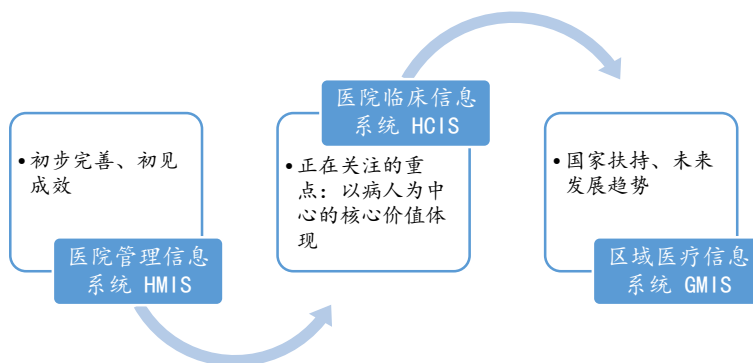 •初步完善、初见
成效
医院管理信息
系统 HMIS
医院临床信息
系统 HCIS
•正在关注的重
点：以病人为中
心的核心价值体
现
•国家扶持、未来
发展趋势
区域医疗信息
系统 GMIS